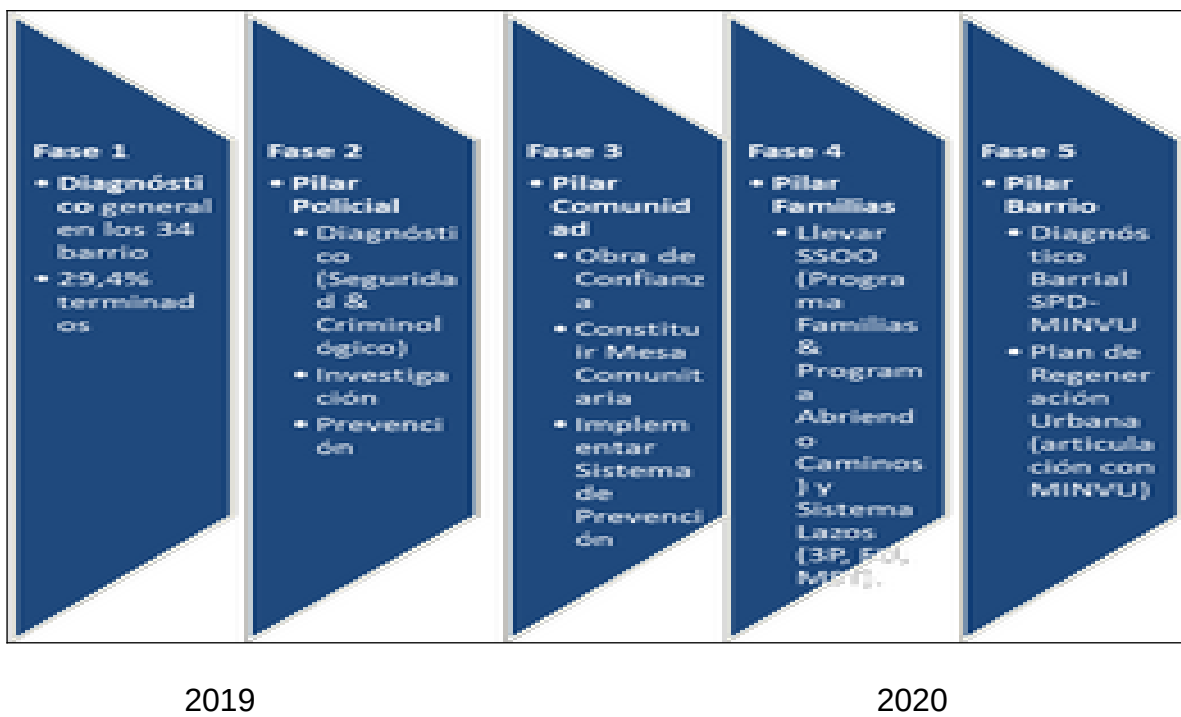 Fase 1
• Diagnósti
co general
en los 34
barrio
• 29,4%
terminad
os
Fase 2
• Pilar
Policial
• Diagnósti
co
(Segurida
d &
Criminol
ógico)
• Investiga
ción
• Prevenci
ón
Fase 3
• Pilar
Comunid
ad
• Obra de
Confianz
a
• Constitu
ir Mesa
Comunit
aria
• Implem
entar
Sistema
de
Prevenci
ón
Fase 4
• Pilar
Familias
• Llevar
SSOO
(Progra
ma
Familias
&
Program
a
Abriend
o
Caminos
) y
Sistema
Lazos
(3P,
Fase 5
• Pilar
Barrio
• Diagnós
tico
Barrial
SPD-
MINVU
• Plan de
Regener
ación
Urbana
(articula
ción con
MINVU)
2019
2020